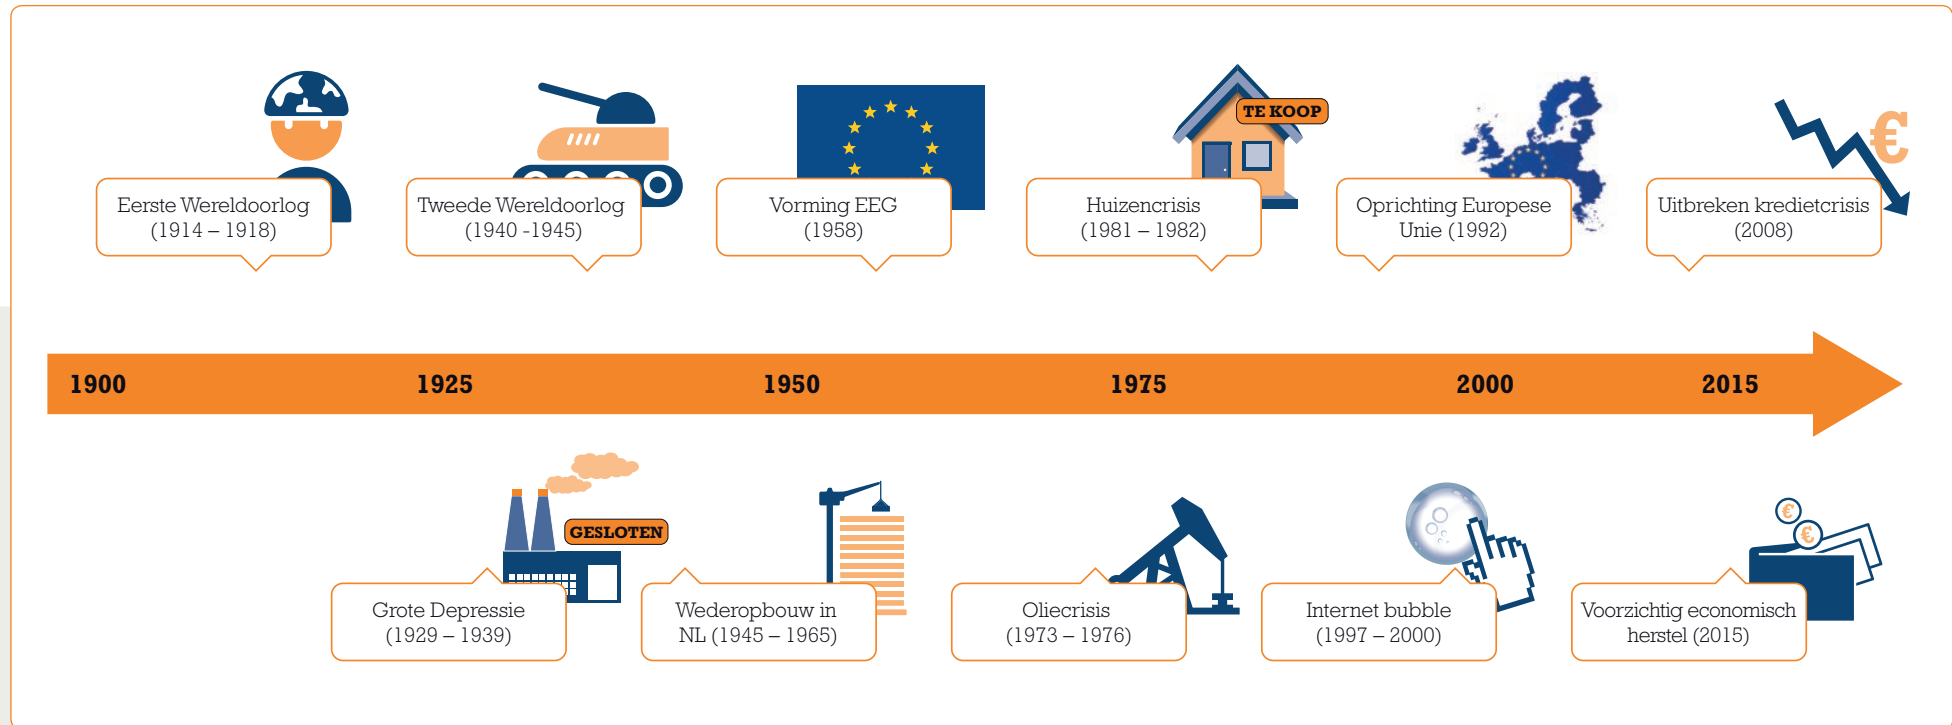 TE KOOP
€
Eerste Wereldoorlog
(1914 – 1918)
Tweede Wereldoorlog
(1940 -1945)
Vorming EEG
(1958)
Huizencrisis
(1981 – 1982)
Oprichting Europese
Unie (1992)
Uitbreken kredietcrisis
(2008)
1900
1925
1950
1975
2000
2015
GESLOTEN
€
€
Grote Depressie
(1929 – 1939)
Wederopbouw in
NL (1945 – 1965)
Oliecrisis
(1973 – 1976)
Internet bubble
(1997 – 2000)
Voorzichtig economisch
herstel (2015)